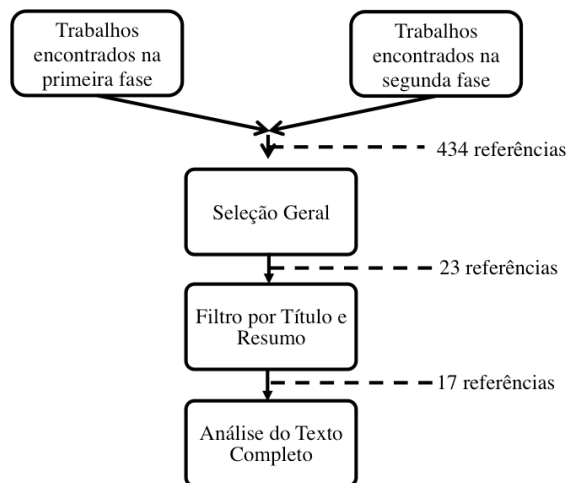 Trabalhos
encontrados na
primeira fase
Trabalhos
encontrados na
segunda fase
434 referências
Seleção Geral
23 referências
Filtro por Título e
Resumo
17 referências
Análise do Texto
Completo